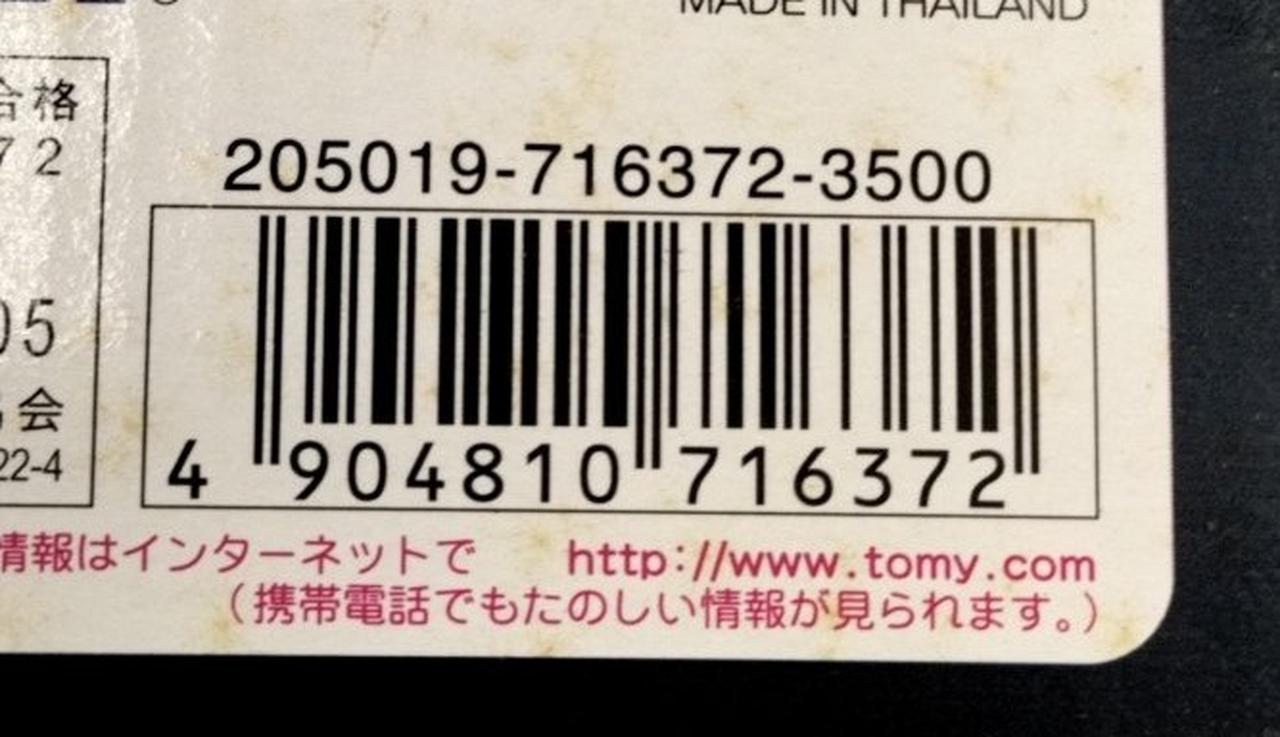 MADE IN THAILAND
合格
72
205019-716372-3500
05
会
22-4
4 904810 716372
情報はインターネットで http://www.tomy.com
（携帯電話でもたのしい情報が見られます。）